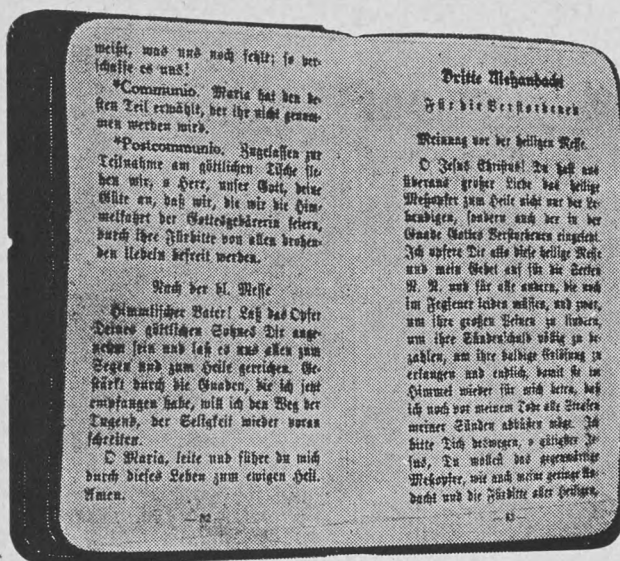 weißt, was uns noch fehlt: so ver-
schaffe es uns!
*Communio. Maria hat den be-
sten Teil erwählt, der ihr nicht genom-
men werden wird.
*Postcommunio. Zugelassen zur
Teilnahme am göttlichen Tische fle-
hen wir, o Herr, unser Gott, deine
Güte an, daß wir, die wir die Him-
melfahrt der Gottesgebärerin feiern,
durch ihre Fürbitte von allen drohen-
den Uebeln befreit werden.
Nach der hl. Messe
Himmlischer Vater! Laß das Opfer
Deines göttlichen Sohnes Dir ange-
nehm sein und laß es uns allen zum
Segen und zum Heile gereichen. Ge-
stärkt durch die Gnaden, die ich jetzt
empfangen habe, will ich den Weg der
Tugend, der Seligkeit wieder voran
schreiten.
O Maria, leite und führe du mich
durch dieses Leben zum ewigen Heil.
Amen.
Dritte Meßandacht
Für die Verstorbenen
Meinung vor der heiligen Messe.
O Jesus Christus! Du hast aus
überaus großer Liebe das heilige
Meßopfer zum Heile nicht nur der Le-
bendigen, sondern auch der in der
Gnade Gottes Verstorbenen eingesetzt.
Ich opfere Dir also diese heilige Messe
und mein Gebet auf für die Seelen
N. N. und für alle andern, die noch
im Fegfeuer leiden müssen, und zwar,
um ihre großen Peinen zu lindern,
um ihre Sündenschuld völlig zu be-
zahlen, um ihre baldige Erlösung zu
erlangen und endlich, damit sie im
Himmel wieder für mich beten, daß
ich noch vor meinem Tode alle Strafen
meiner Sünden abbüßen möge. Ich
bitte Dich deswegen, o gütigster Je-
sus, Du wollest das gegenwärtige
Meßopfer, wie auch meine geringe An-
dacht und die Fürbitte aller Heiligen,